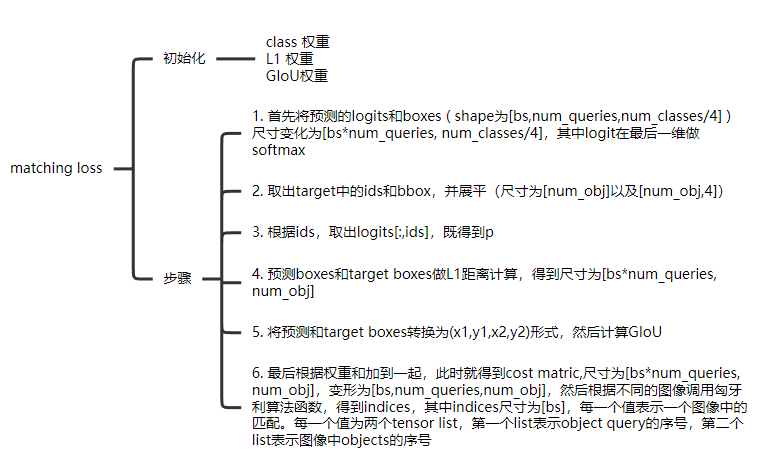 matching loss
初始化
class 权重
L1 权重
GIoU权重
步骤
1. 首先将预测的logits和boxes ( shape为[bs,num_queries,num_classes/4] )
尺寸变化为[bs*num_queries, num_classes/4]，其中logit在最后一维做
softmax
2. 取出target中的ids和bbox，并展平（尺寸为[num_obj]以及[num_obj,4]）
3. 根据ids，取出logits[:,ids]，既得到p
4. 预测boxes和target boxes做L1距离计算，得到尺寸为[bs*num_queries,
num_obj]
5. 将预测和target boxes转换为(x1,y1,x2,y2)形式，然后计算GIoU
6. 最后根据权重和加到一起，此时就得到cost matric,尺寸为[bs*num_queries,
num_obj]，变形为[bs,num_queries,num_obj]，然后根据不同的图像调用匈牙
利算法函数，得到indices，其中indices尺寸为[bs]，每一个值表示一个图像中的
匹配。每一个值为两个tensor list，第一个list表示object query的序号，第二个
list表示图像中objects的序号